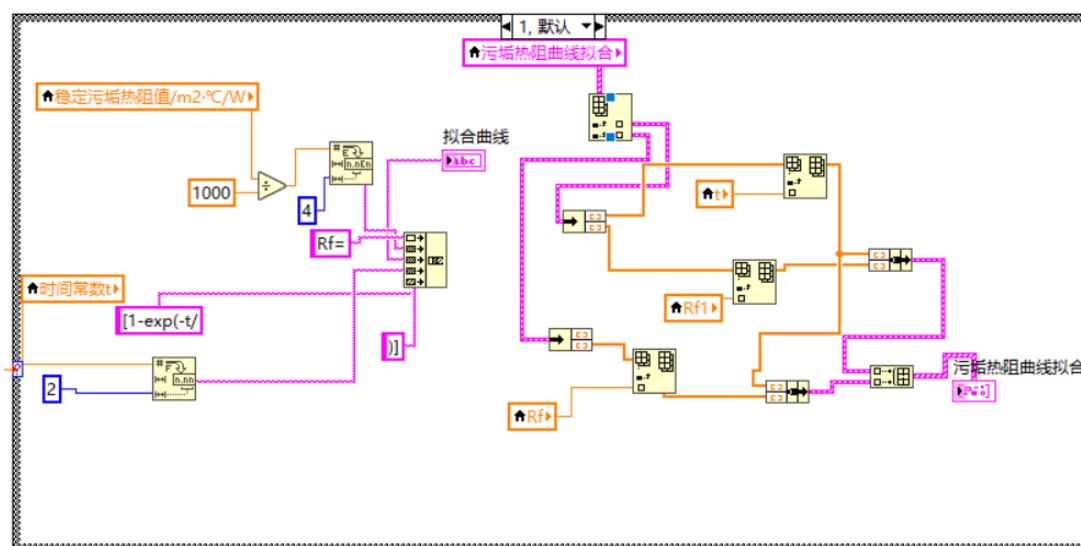 1, 默认
污垢热阻曲线拟合
稳定污垢热阻值/m2·℃/W
拟合曲线
abc
1000
4
t
Rf=
时间常数t
Rf1
[1-exp(-t/
)]
2
污垢热阻曲线拟合
Rf